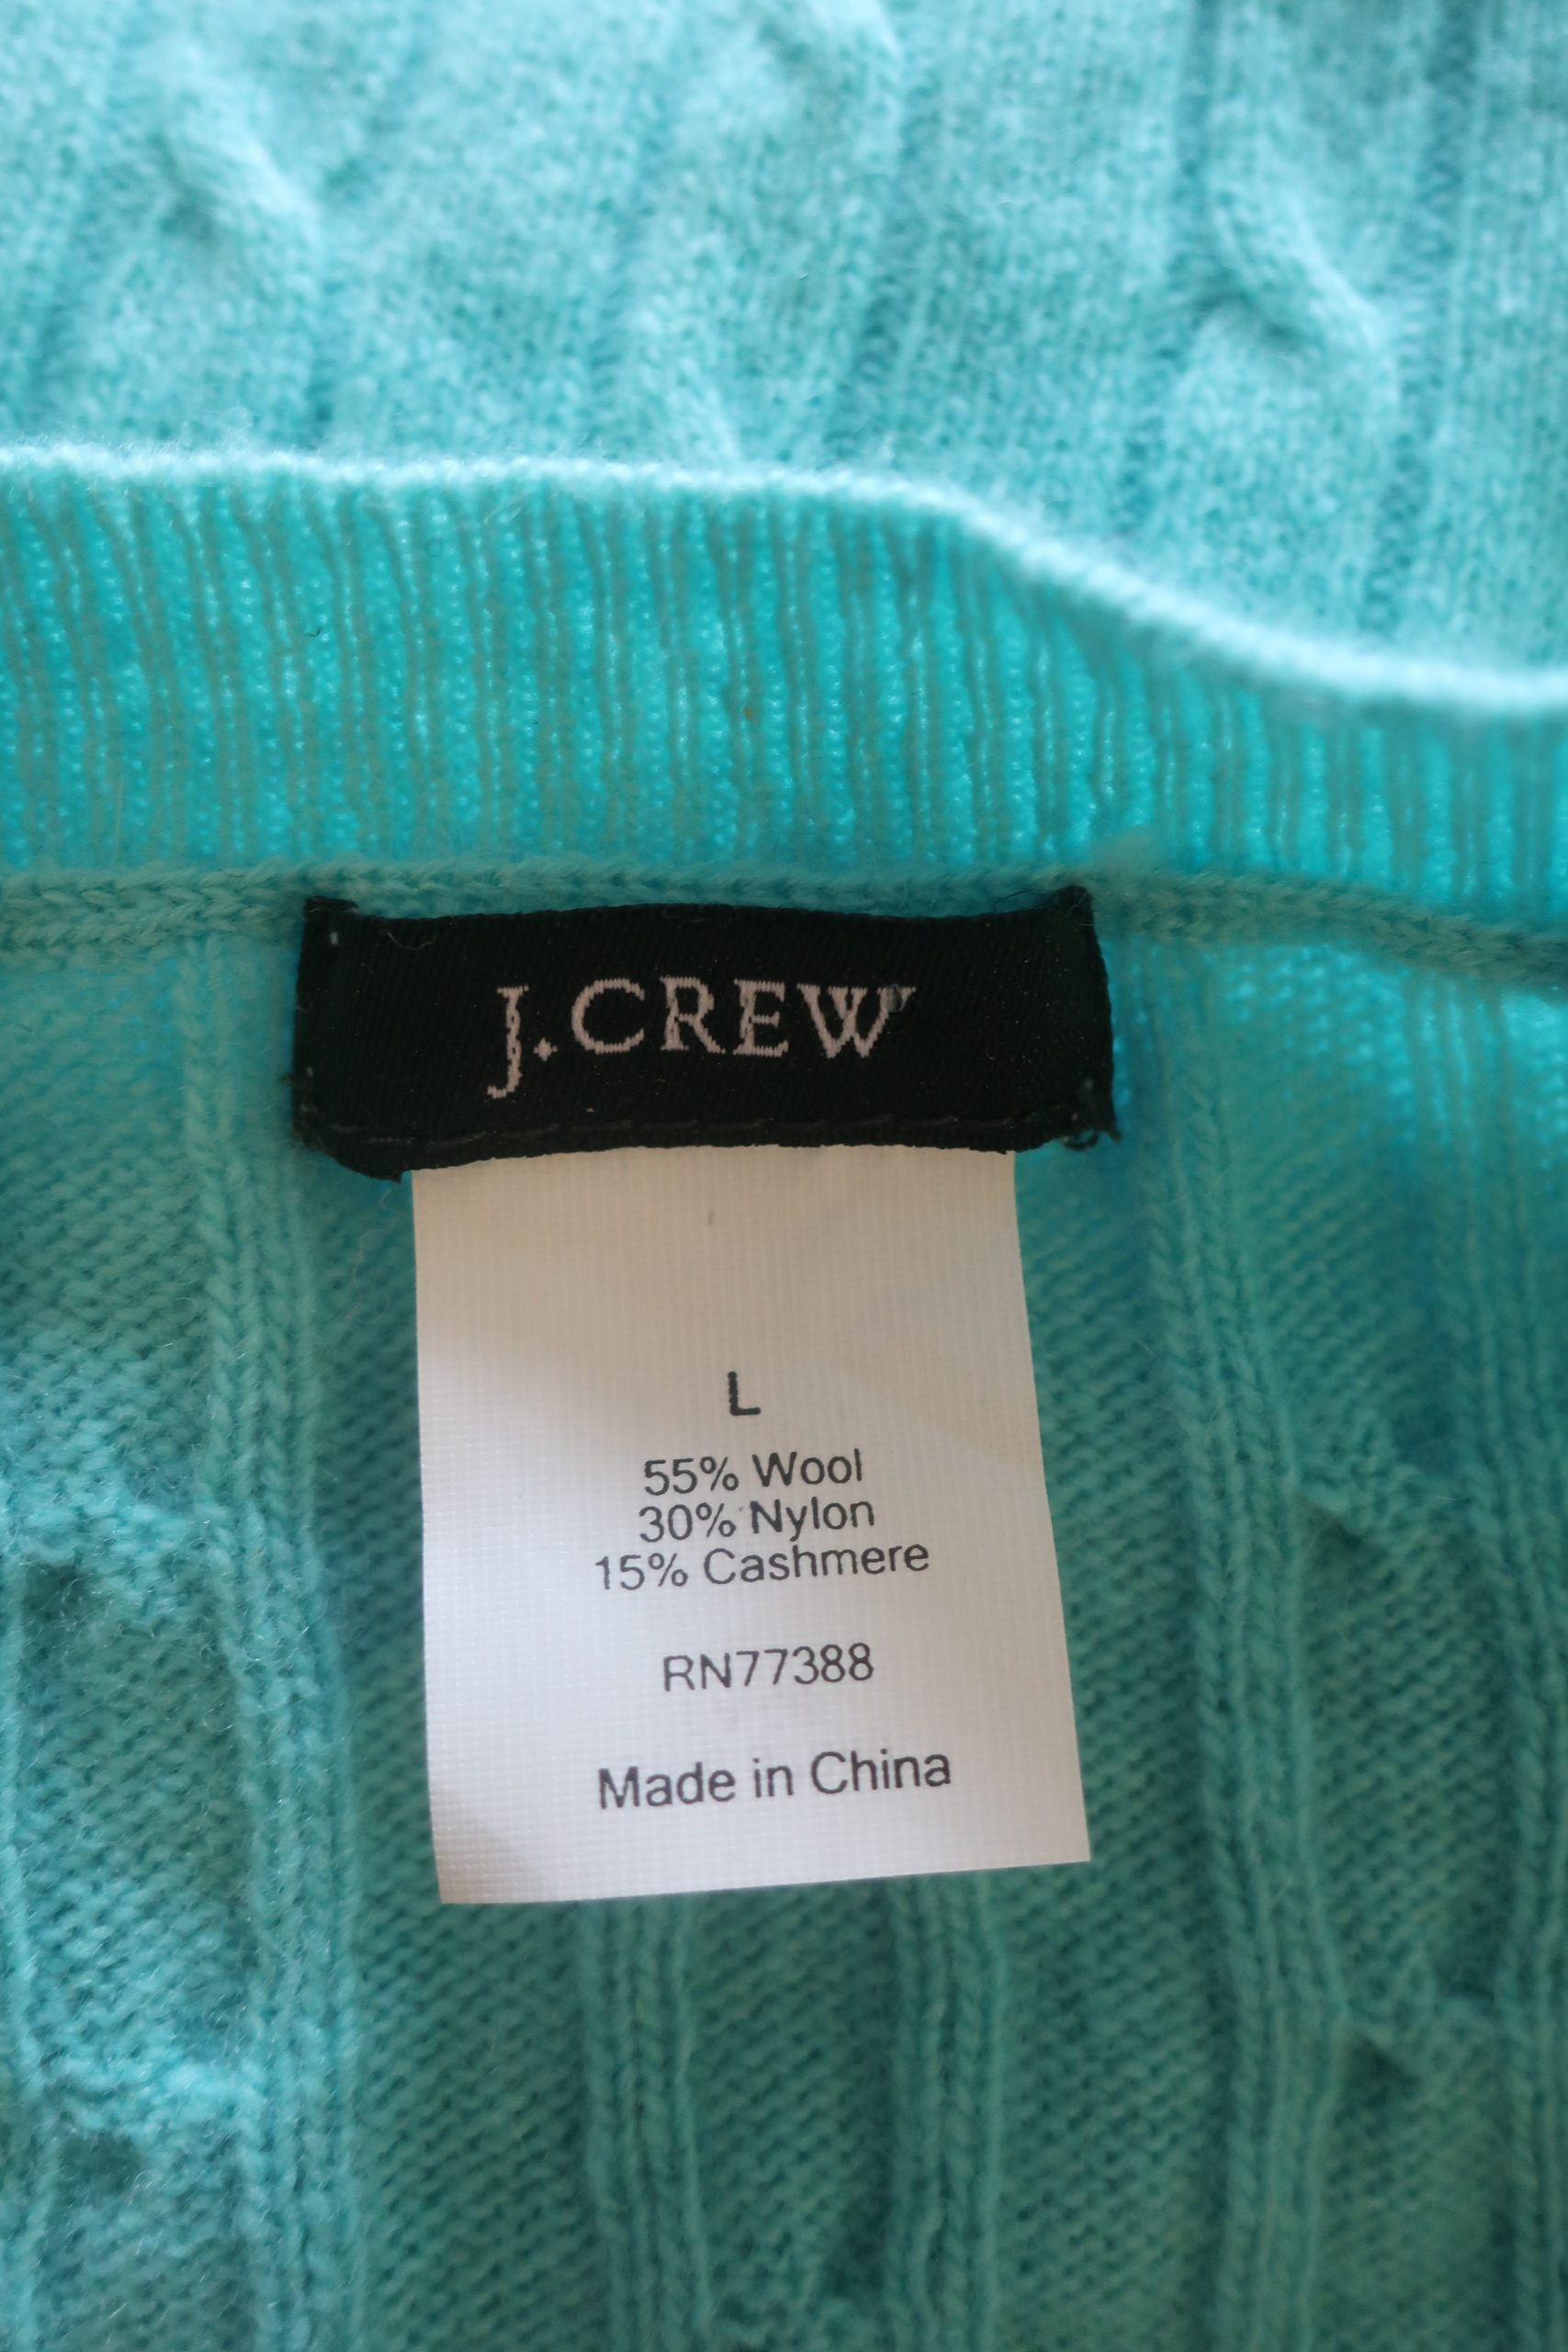 J.CREW
L
55% Wool
30% Nylon
15% Cashmere
RN77388
Made in China